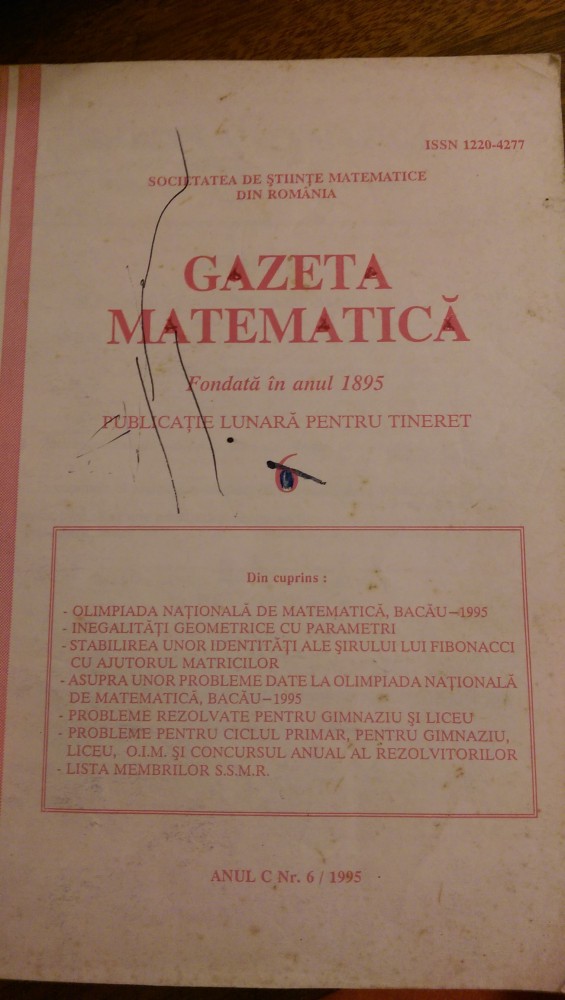 ISSN 1220-4277
SOCIETATEA DE ŞTIINŢE MATEMATICE
DIN ROMÂNIA
GAZETA
MATEMATICĂ
Fondată în anul 1895
PUBLICAŢIE LUNARĂ PENTRU TINERET
6
Din cuprins :
- OLIMPIADA NAŢIONALĂ DE MATEMATICĂ, BACĂU—1995
- INEGALITĂŢI GEOMETRICE CU PARAMETRI
- STABILIREA UNOR IDENTITĂŢI ALE ŞIRULUI LUI FIBONACCI
CU AJUTORUL MATRICILOR
- ASUPRA UNOR PROBLEME DATE LA OLIMPIADA NAŢIONALĂ
DE MATEMATICĂ, BACĂU—1995
- PROBLEME REZOLVATE PENTRU GIMNAZIU ŞI LICEU
- PROBLEME PENTRU CICLUL PRIMAR, PENTRU GIMNAZIU,
LICEU, O.I.M. ŞI CONCURSUL ANUAL AL REZOLVITORILOR
- LISTA MEMBRILOR S.S.M.R.
ANUL C Nr. 6 / 1995